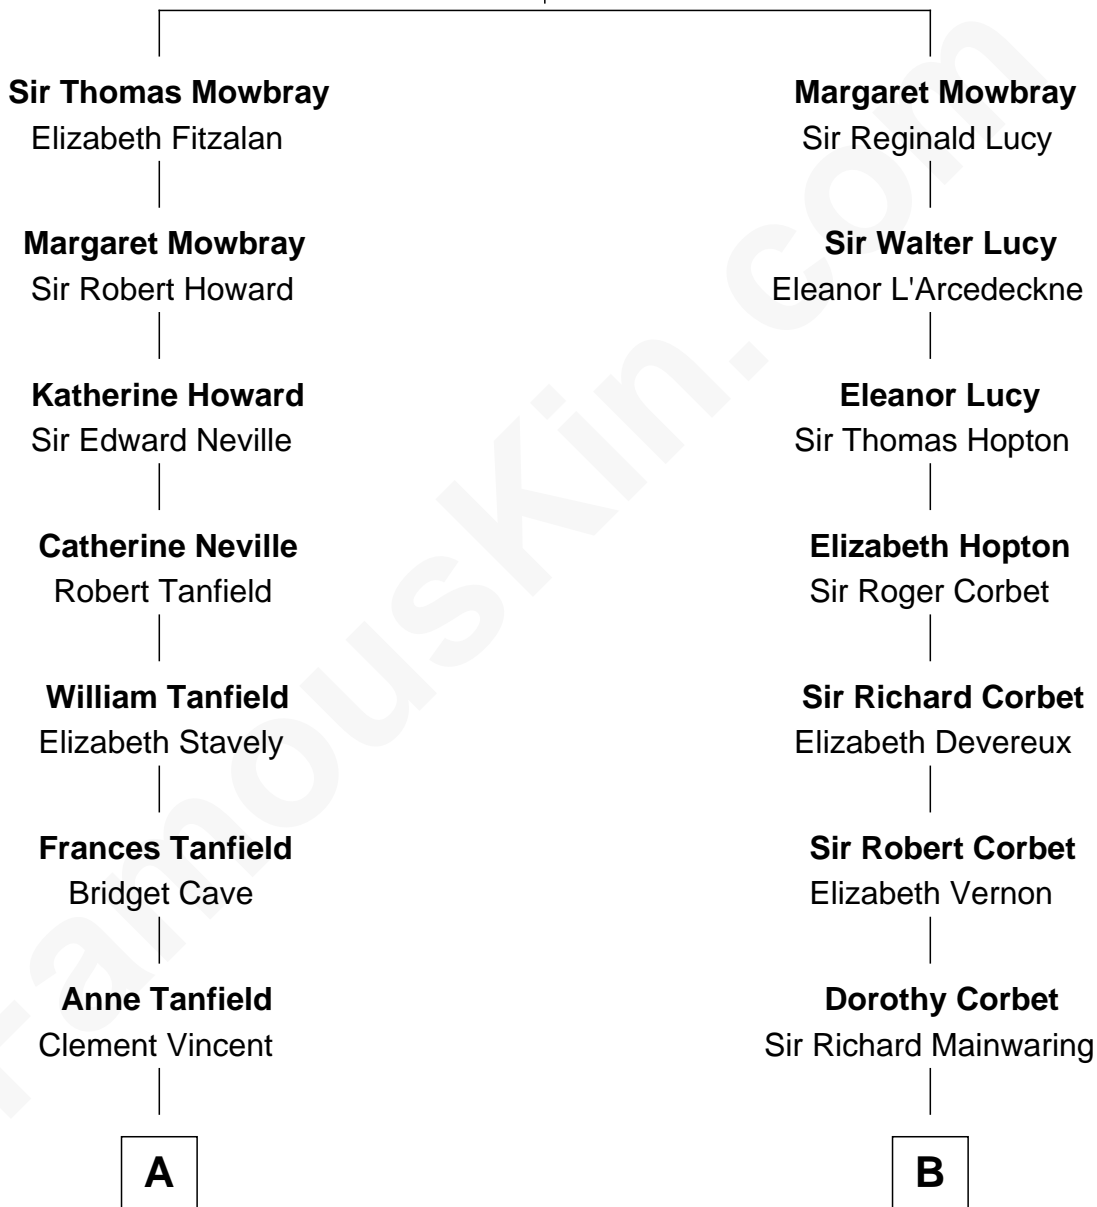 Sir Thomas Mowbray
Elizabeth Fitzalan
Margaret Mowbray
Sir Robert Howard
Katherine Howard
Sir Edward Neville
Catherine Neville
Robert Tanfield
William Tanfield
Elizabeth Stavely
Frances Tanfield
Bridget Cave
Anne Tanfield
Clement Vincent
A
Margaret Mowbray
Sir Reginald Lucy
Sir Walter Lucy
Eleanor L'Arcedeckne
Eleanor Lucy
Sir Thomas Hopton
Elizabeth Hopton
Sir Roger Corbet
Sir Richard Corbet
Elizabeth Devereux
Sir Robert Corbet
Elizabeth Vernon
Dorothy Corbet
Sir Richard Mainwaring
B
FamousKin.com